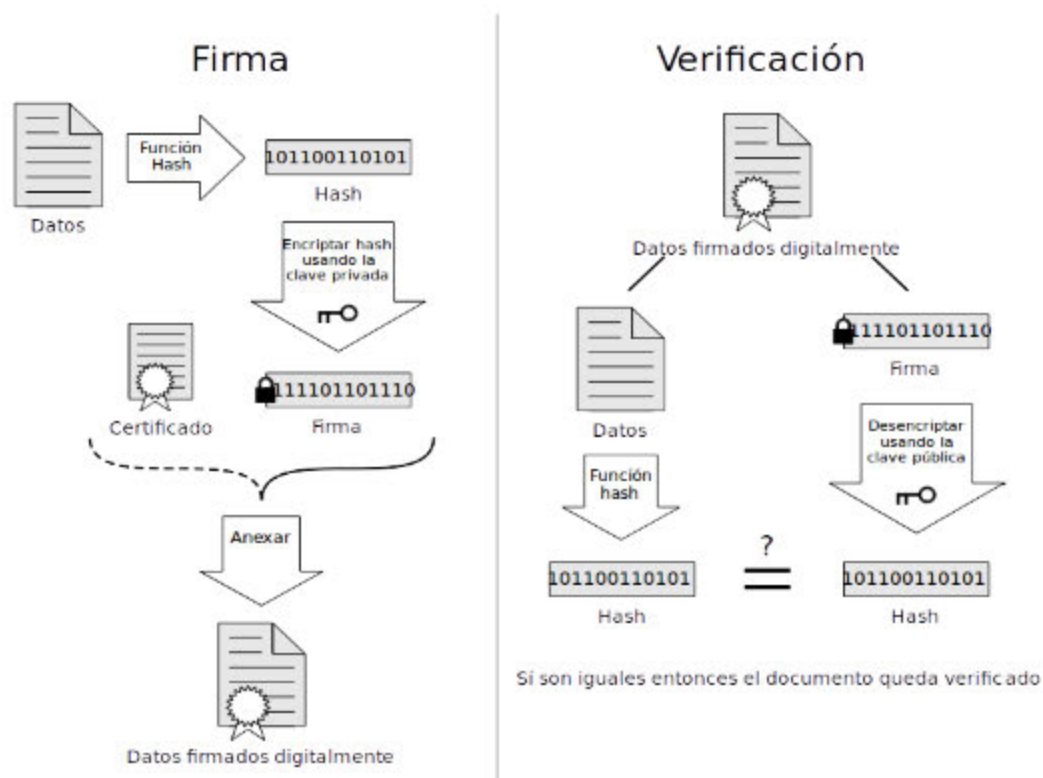 Firma
Función
Hash
101100110101
Hash
Datos
Encriptar hash
usando la
clave privada
111101101110
Certificado
Firma
Anexar
Datos firmados digitalmente
Verificación
Datos firmados digitalmente
111101101110
Firma
Datos
Desencriptar
usando la
clave pública
Función
hash
?
101100110101
101100110101
Hash
Hash
Sí son iguales entonces el documento queda verificado